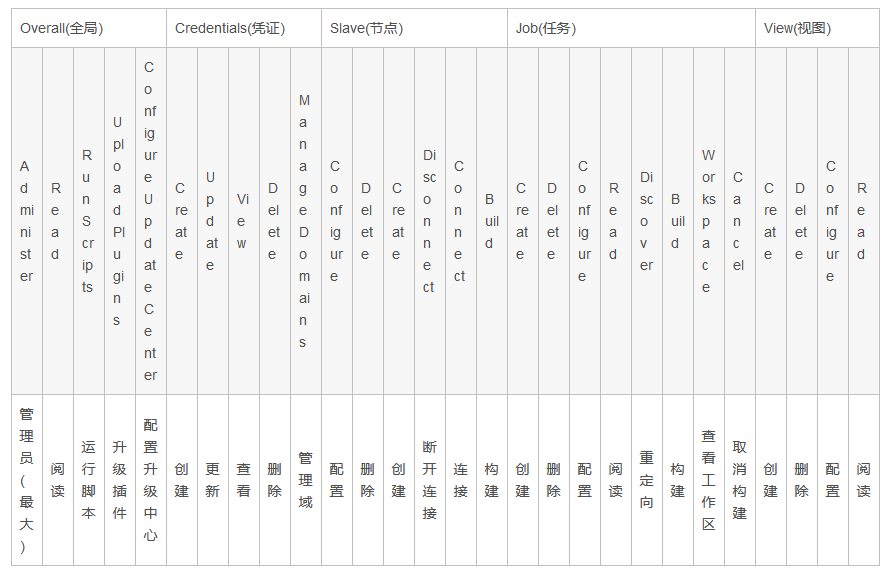 Overall(全局) Credentials(凭证) Slave(节点) Job(任务) View(视图)
Administer Read RunScripts UploadPlugins ConfigureUpdateCenter Create Update View Delete ManageDomains Configure Delete Create Disconnect Connect Build Create Delete Configure Read Discover Build Workspace Cancel Create Delete Configure Read
管理员(最大) 阅读 运行脚本 升级插件 配置升级中心 创建 更新 查看 删除 管理域 配置 删除 创建 断开连接 连接 构建 创建 删除 配置 阅读 重定向 构建 查看工作区 取消构建 创建 删除 配置 阅读